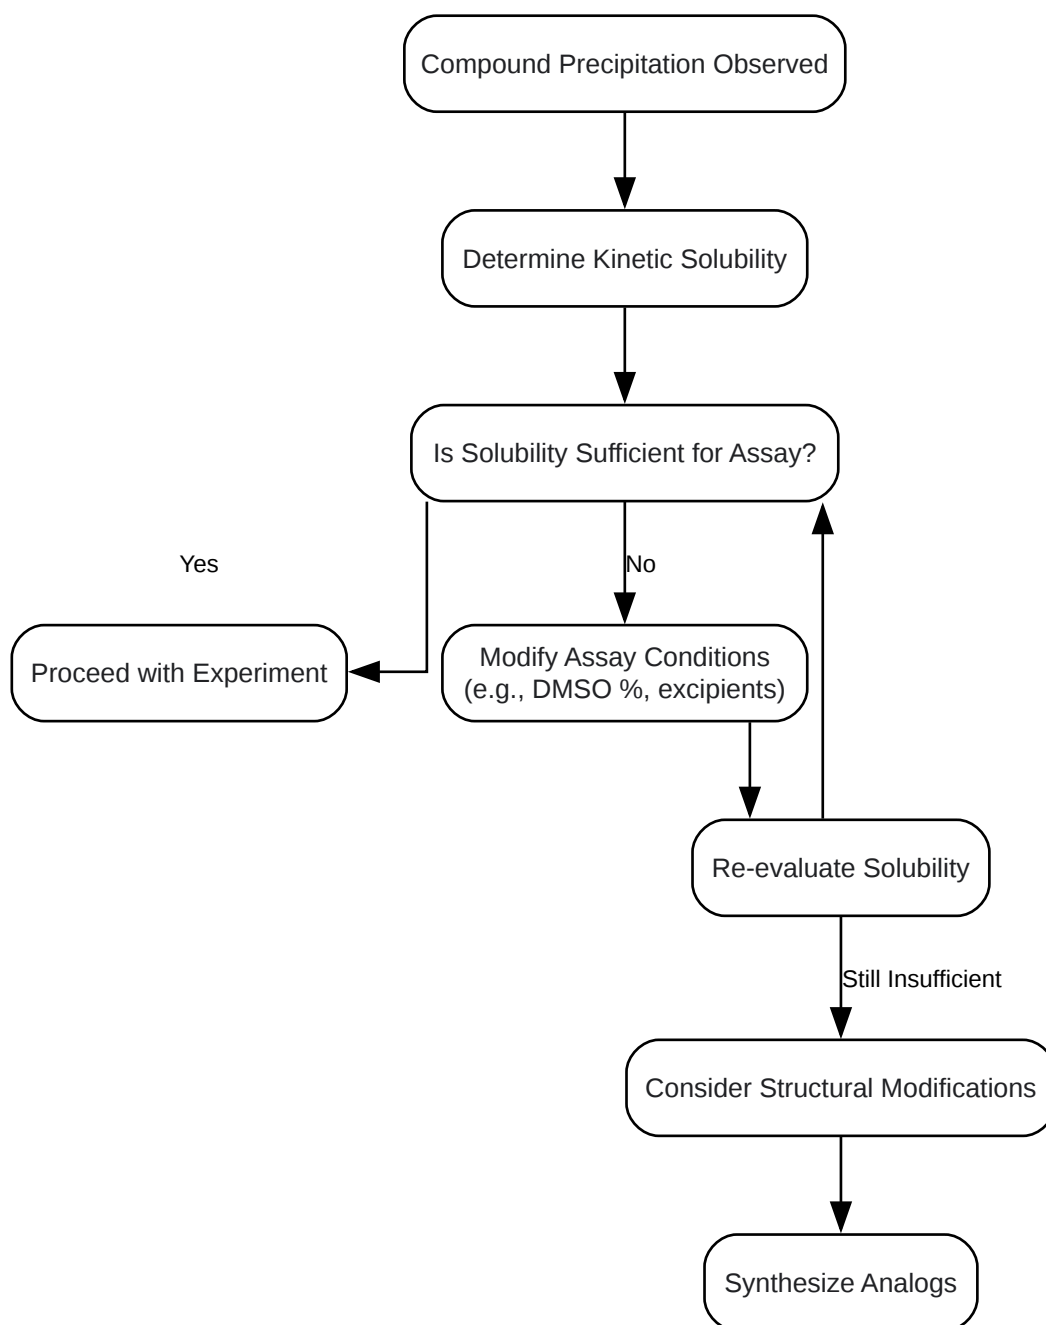 Compound Precipitation Observed
Determine Kinetic Solubility
Is Solubility Sufficient for Assay?
Yes
No
Proceed with Experiment
Modify Assay Conditions
(e.g., DMSO %, excipients)
Re-evaluate Solubility
Still Insufficient
Consider Structural Modifications
Synthesize Analogs